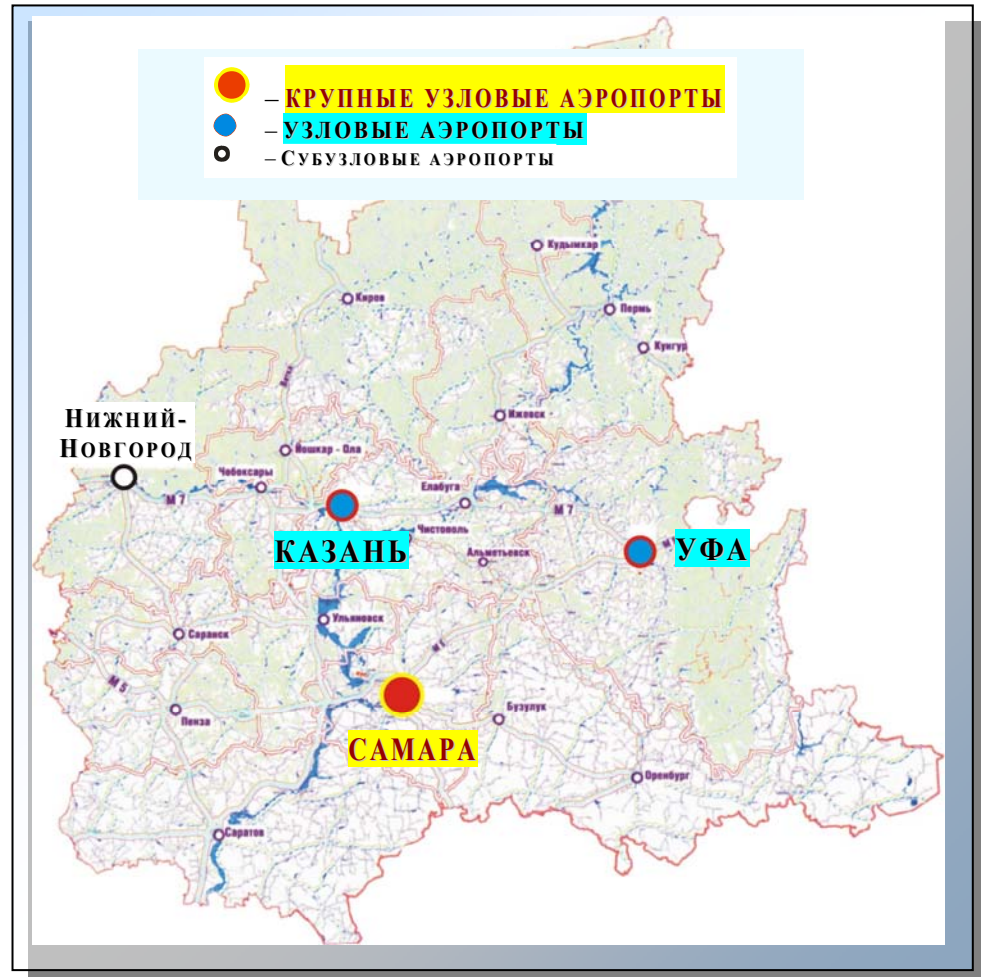 – КРУПНЫЕ УЗЛОВЫЕ АЭРОПОРТЫ
– УЗЛОВЫЕ АЭРОПОРТЫ
– СУБУЗЛОВЫЕ АЭРОПОРТЫ
Кудымкар
Киров
Пермь
Кунгур
Вятка
НИЖНИЙ-
НОВГОРОД
Ижевск -
Йошкар - Ола
Чебоксары
Елабуга
М 7
М 7
Чистополь
КАЗАНЬ
Альметьевск
УФА
Ульяновск
Саранск
М 5
Пенза
Бузулук
САМАРА
Оренбург
Саратов